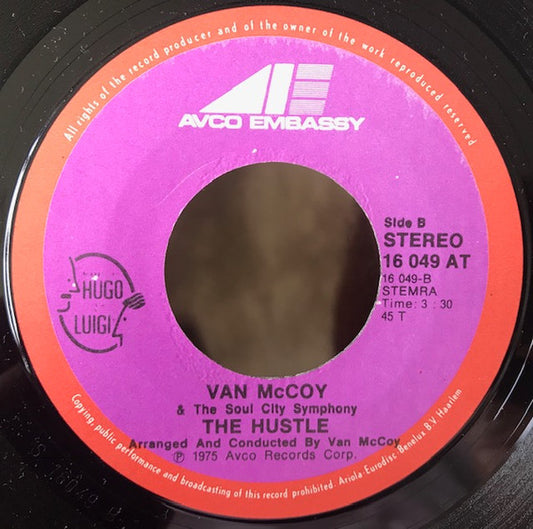 All rights of the record producer and of the owner of the work reproduced reserved
AVCO EMBASSY
HUGO
LUIGI
Side B
STEREO
16 049 AT
16 049-B
STEMRA
Time: 3 : 30
45 T
VAN McCOY
& The Soul City Symphony
THE HUSTLE
Arranged And Conducted By Van McCoy
℗ 1975 Avco Records Corp.
Copying, public performance and broadcasting of this record prohibited. Ariola Eurodisc Benelux B.V. Haarlem